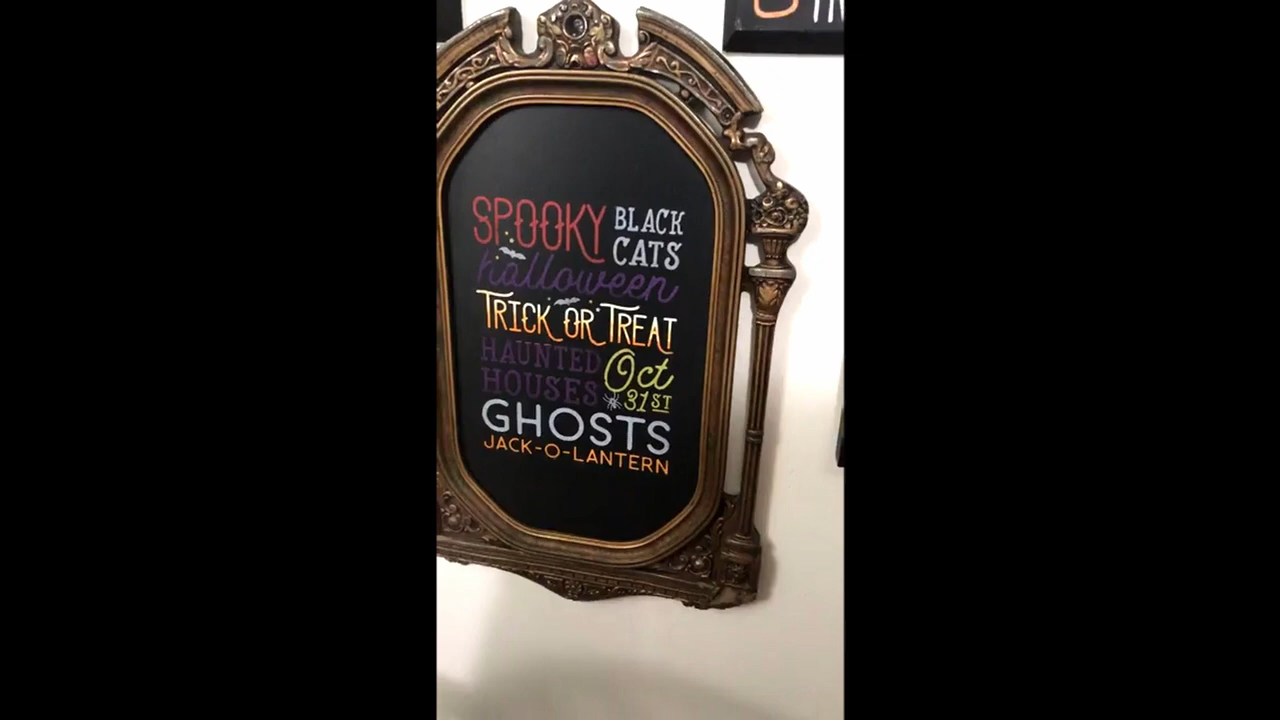 SPOOKY BLACK CATS
halloween
TRICK OR TREAT
HAUNTED HOUSES Oct 31ST
GHOSTS
JACK-O-LANTERN